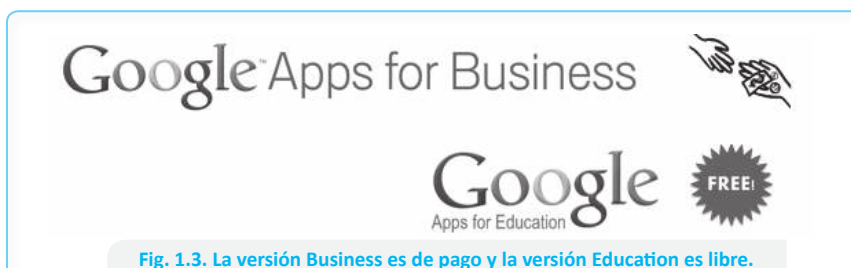 Google™ Apps for Business
Google
Apps for Education
FREE!
Fig. 1.3. La versión Business es de pago y la versión Education es libre.